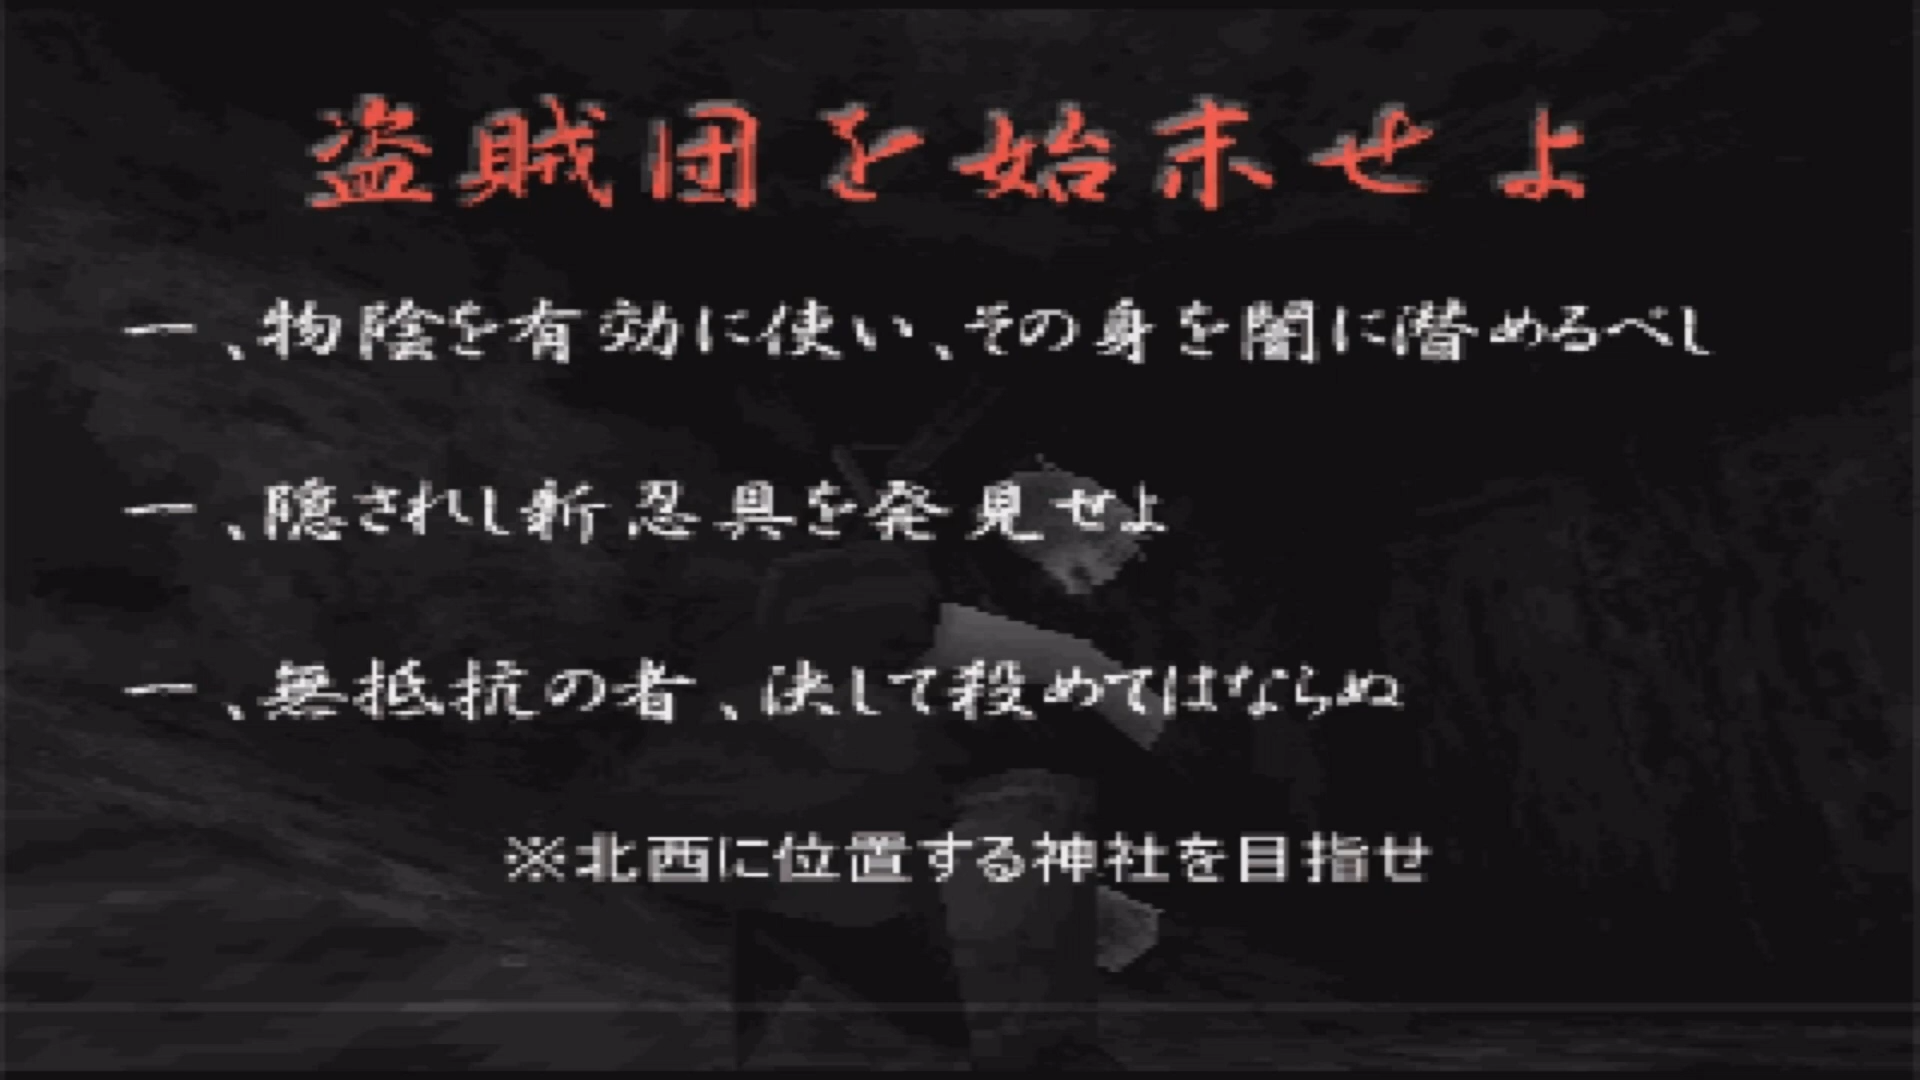 盗賊団を始末せよ
一、物陰を有効に使い、その身を闇に潜めるべし
一、隠されし新忍具を発見せよ
一、無抵抗の者、決して殺めてはならぬ
※北西に位置する神社を目指せ